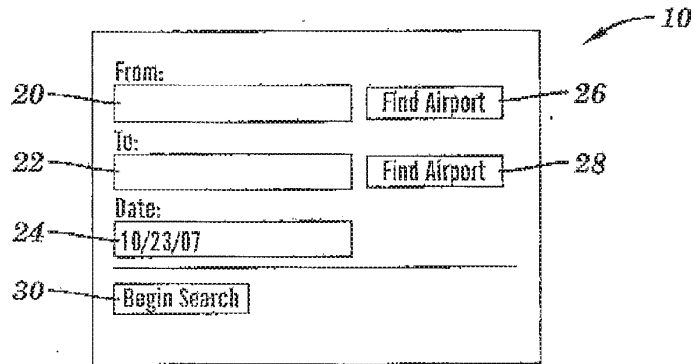 10
From:
20 Find Airport 26
To:
22 Find Airport 28
Date:
24 10/23/07
30 Begin Search